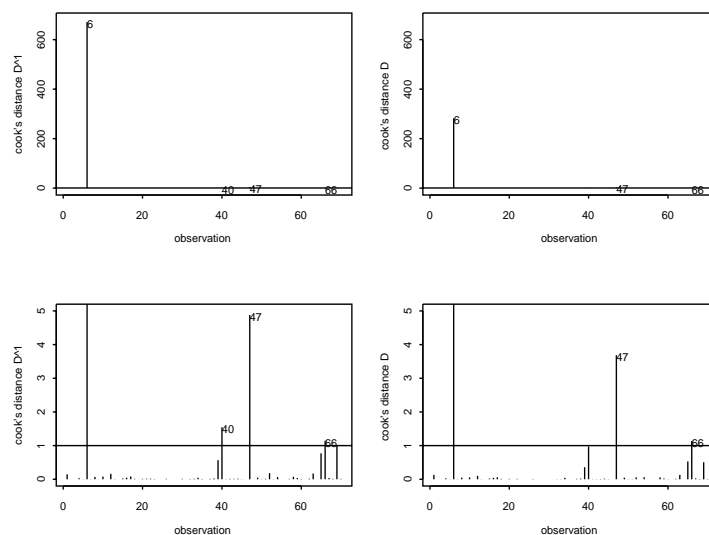 cook's distance D^1
0 200 400 600
6
40
47
66
0 20 40 60
observation
cook's distance D
0 200 400 600
6
47
66
0 20 40 60
observation
cook's distance D^1
0 1 2 3 4 5
40
47
66
0 20 40 60
observation
cook's distance D
0 1 2 3 4 5
47
66
0 20 40 60
observation